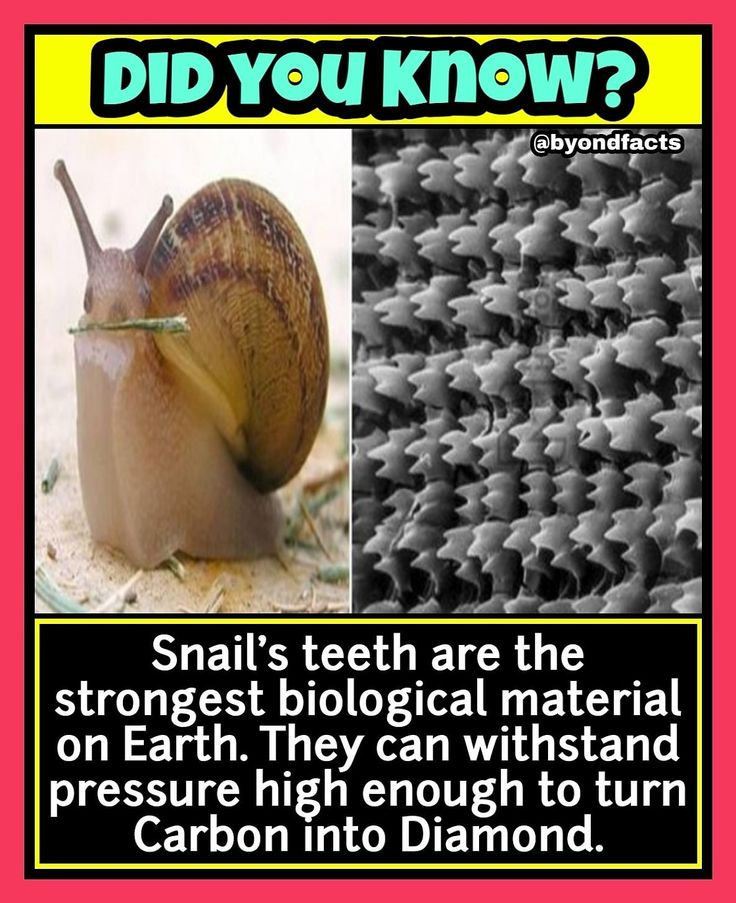 DID YOU KNOW?
@byondfacts
Snail's teeth are the
strongest biological material
on Earth. They can withstand
pressure high enough to turn
Carbon into Diamond.